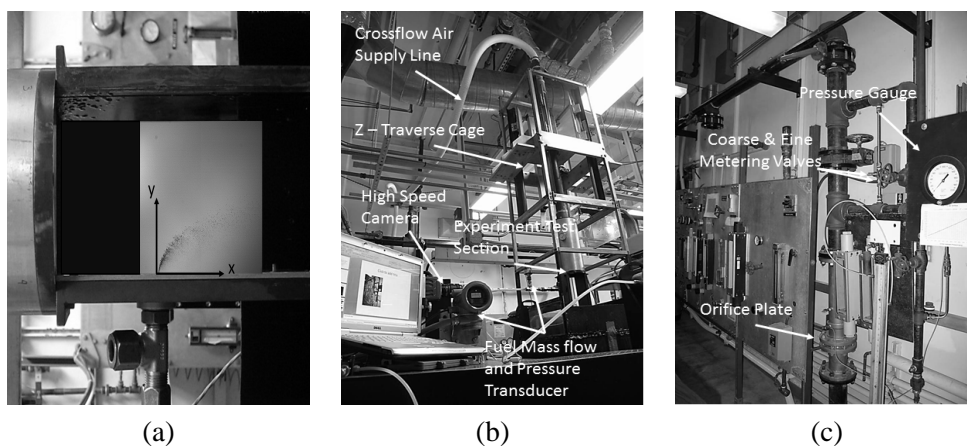 y
x
(a)
Crossflow Air
Supply Line
Z – Traverse Cage
High Speed
Camera
Experiment Test
Section
Fuel Mass flow
and Pressure
Transducer
(b)
Pressure Gauge
Coarse & Fine
Metering Valves
Orifice Plate
(c)